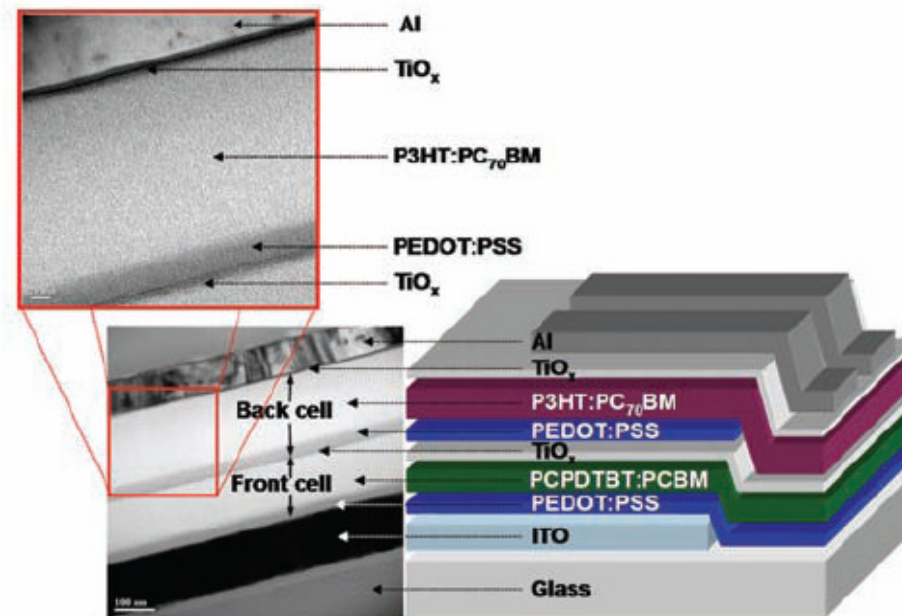 Al
TiOx
P3HT:PC70BM
PEDOT:PSS
TiOx
Al
TiOx
Back cell
P3HT:PC70BM
PEDOT:PSS
TiOx
Front cell
PCPDTBT:PCBM
PEDOT:PSS
ITO
Glass
100 nm